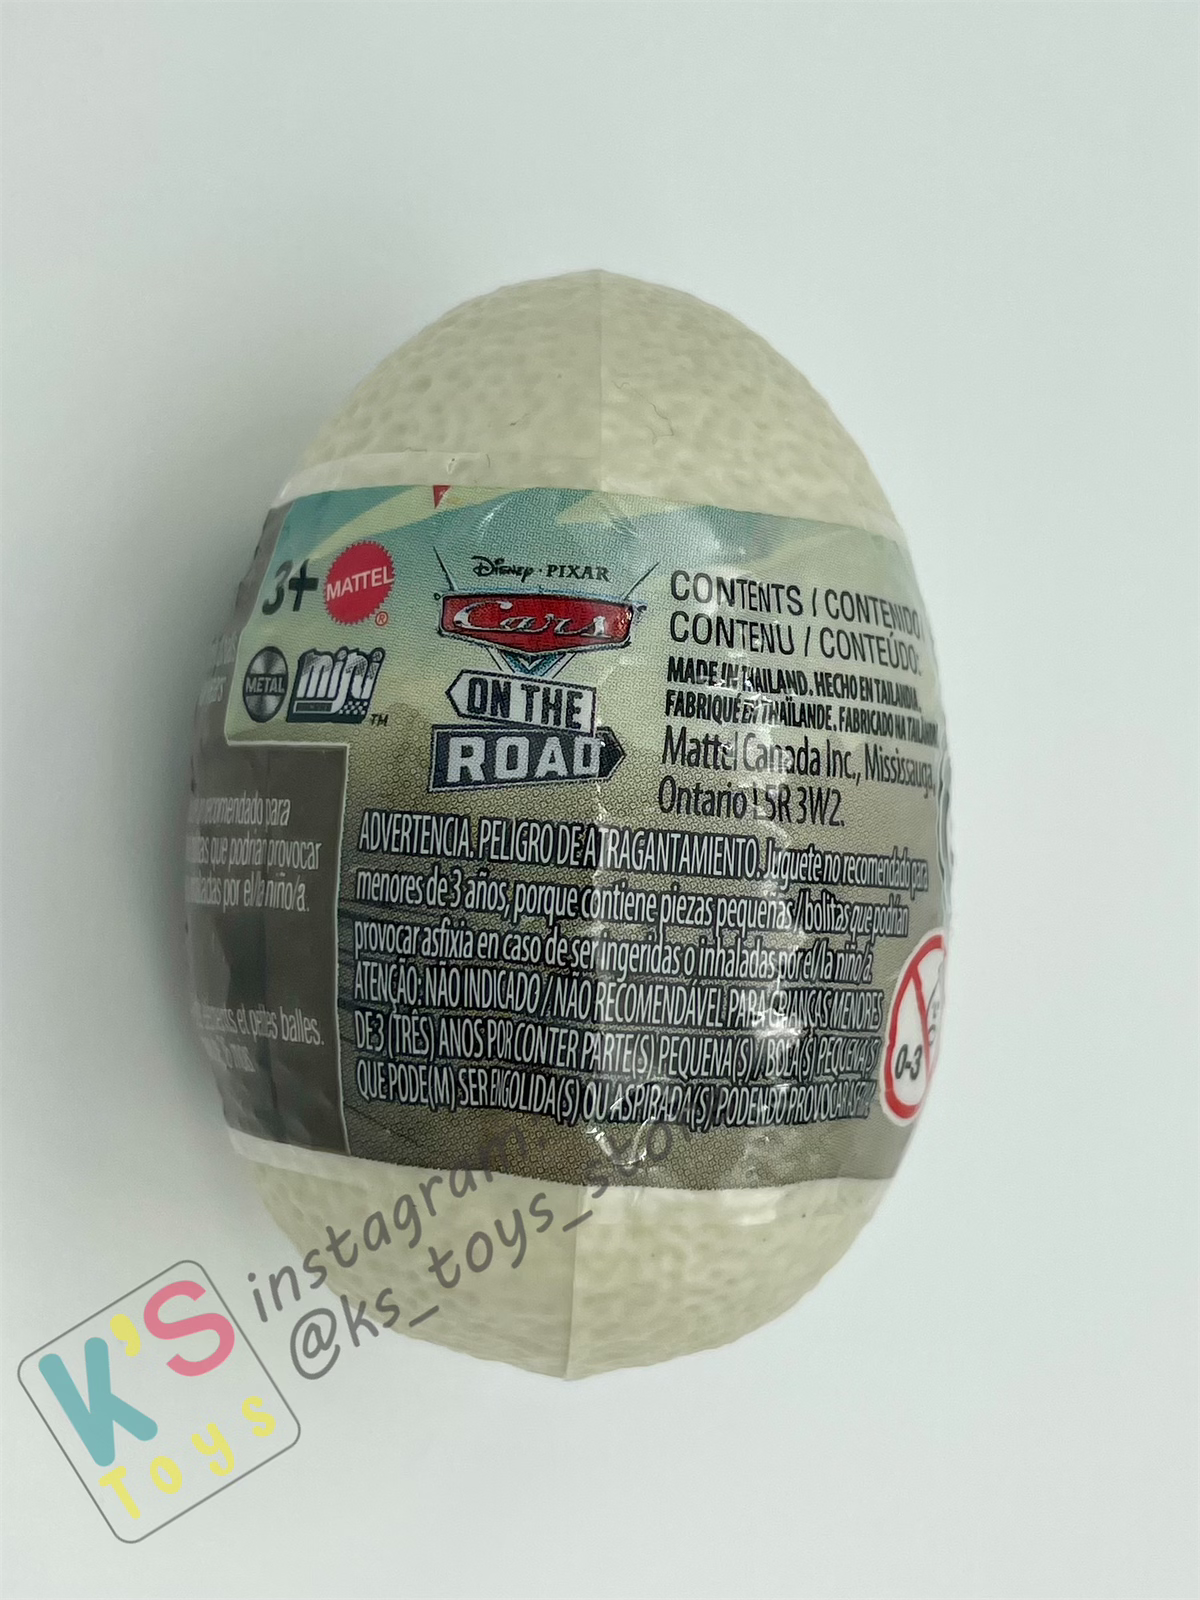 3+
MATTEL
®
METAL
mini
™
Disney · PIXAR
Cars
ON THE
ROAD
CONTENTS / CONTENIDO
CONTENU / CONTEÚDO:
MADE IN THAILAND. HECHO EN TAILANDIA.
FABRIQUÉ EN THAÏLANDE. FABRICADO NA TAILÂNDIA.
Mattel Canada Inc., Mississauga,
Ontario L5R 3W2.
ADVERTENCIA. PELIGRO DE ATRAGANTAMIENTO. Juguete no recomendado para
menores de 3 años, porque contiene piezas pequeñas / bolitas que podrían
provocar asfixia en caso de ser ingeridas o inhaladas por el/la niño/a.
ATENÇÃO: NÃO INDICADO / NÃO RECOMENDÁVEL PARA CRIANÇAS MENORES
DE 3 (TRÊS) ANOS POR CONTER PARTE(S) PEQUENA(S) / BOLA(S) PEQUENA(S)
QUE PODE(M) SER ENGOLIDA(S) OU ASPIRADA(S) PODENDO PROVOCAR ASFIXIA.
0-3
recomendado para
que podrían provocar
por el/la niño/a.
et petites balles.
instagram:
@ks_toys_store
K'S
Toys